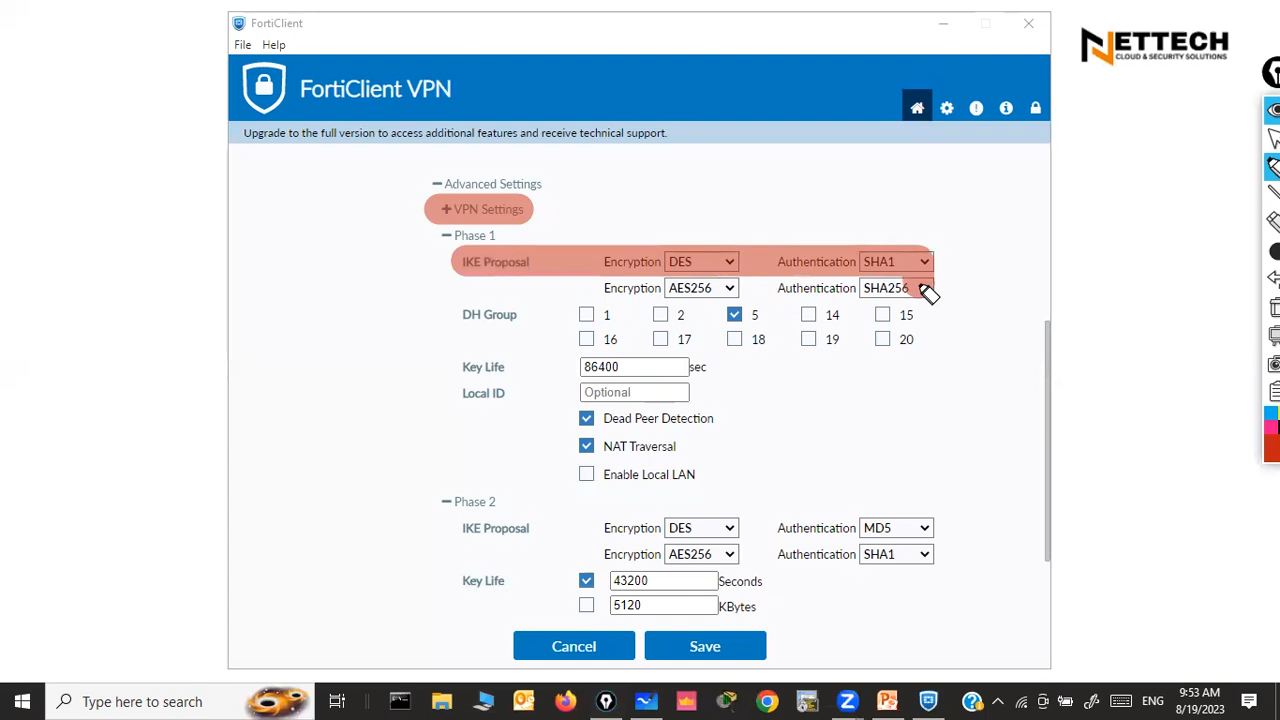 FortiClient
File Help
NETTECH
CLOUD & SECURITY SOLUTIONS
FortiClient VPN
Upgrade to the full version to access additional features and receive technical support.
Advanced Settings
VPN Settings
Phase 1
IKE Proposal Encryption DES Authentication SHA1
Encryption AES256 Authentication SHA256
DH Group 1 2 5 14 15
16 17 18 19 20
Key Life 86400 sec
Local ID Optional
Dead Peer Detection
NAT Traversal
Enable Local LAN
Phase 2
IKE Proposal Encryption DES Authentication MD5
Encryption AES256 Authentication SHA1
Key Life 43200 Seconds
5120 KBytes
Cancel Save
Type here to search
ENG
9:53 AM
8/19/2023